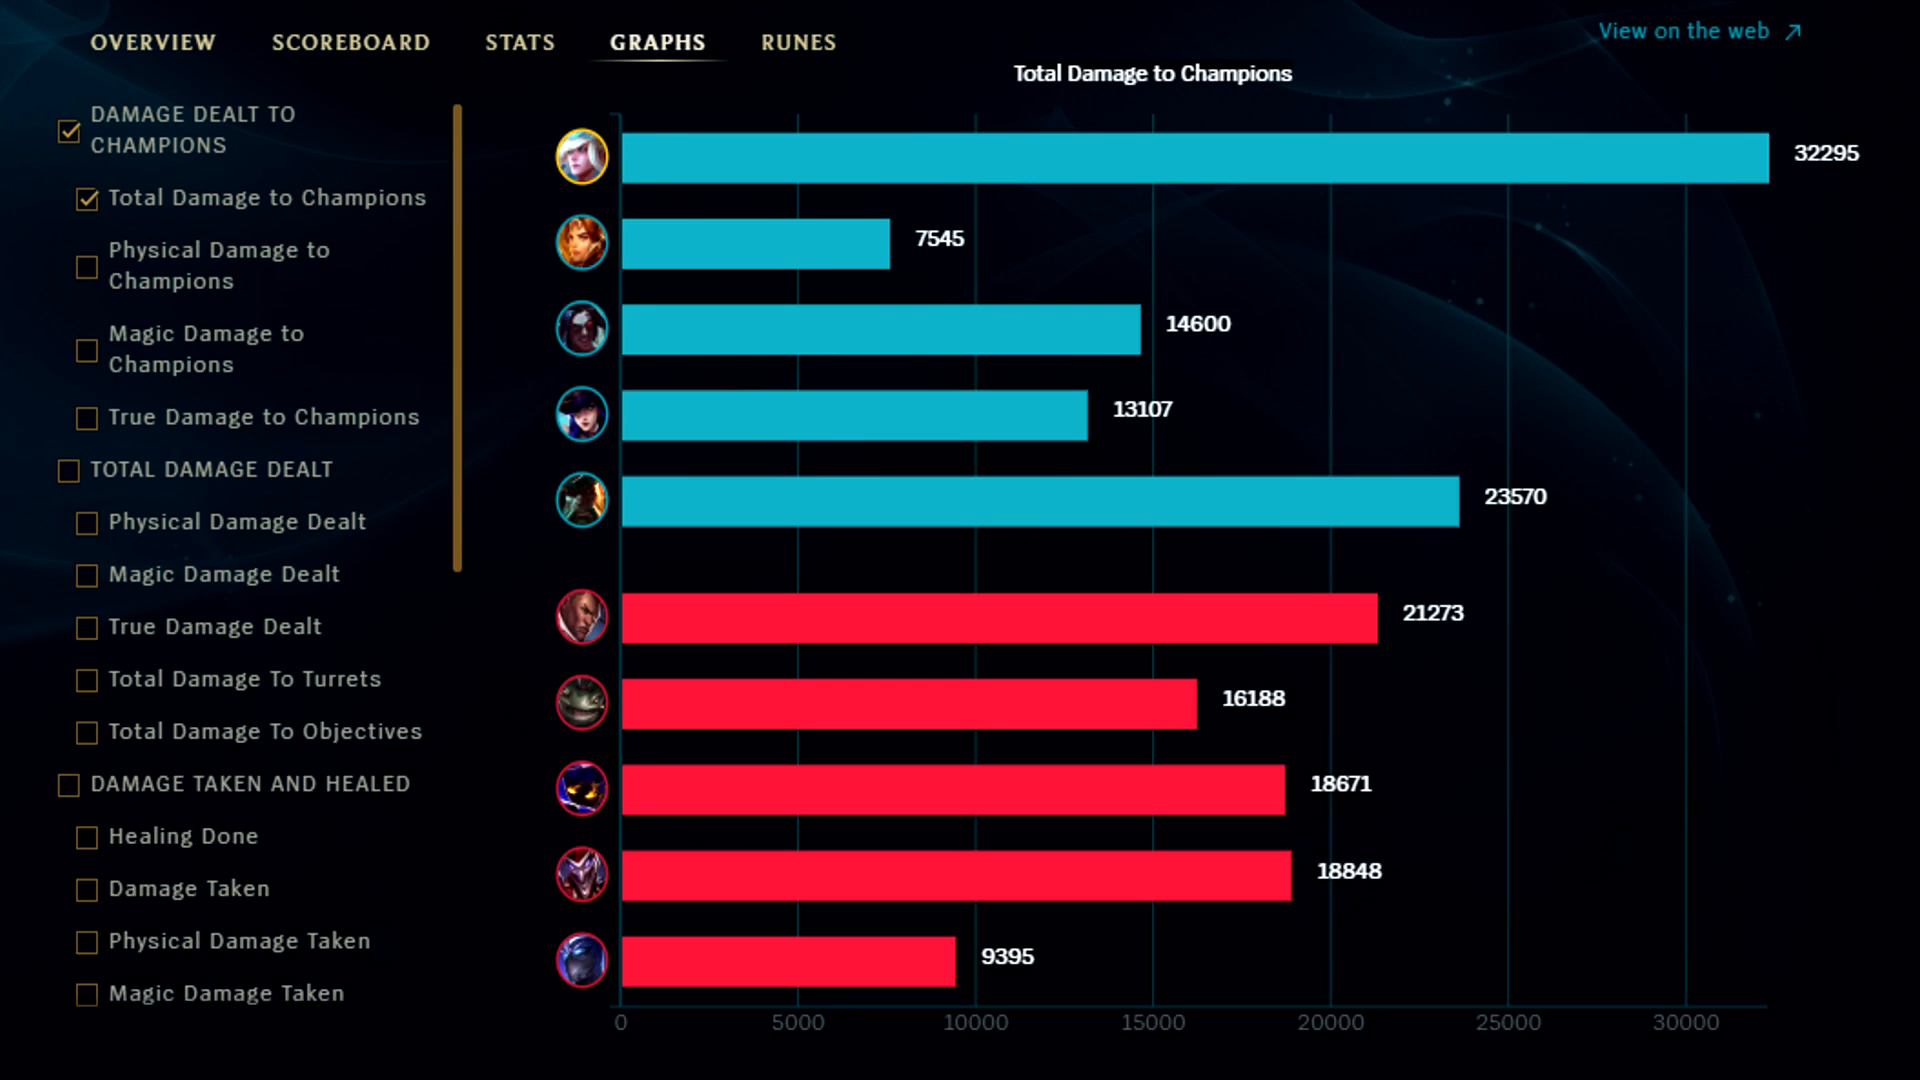 OVERVIEW SCOREBOARD STATS GRAPHS RUNES
View on the web
Total Damage to Champions
DAMAGE DEALT TO
CHAMPIONS
Total Damage to Champions
Physical Damage to
Champions
Magic Damage to
Champions
True Damage to Champions
TOTAL DAMAGE DEALT
Physical Damage Dealt
Magic Damage Dealt
True Damage Dealt
Total Damage To Turrets
Total Damage To Objectives
DAMAGE TAKEN AND HEALED
Healing Done
Damage Taken
Physical Damage Taken
Magic Damage Taken
32295
7545
14600
13107
23570
21273
16188
18671
18848
9395
0 5000 10000 15000 20000 25000 30000